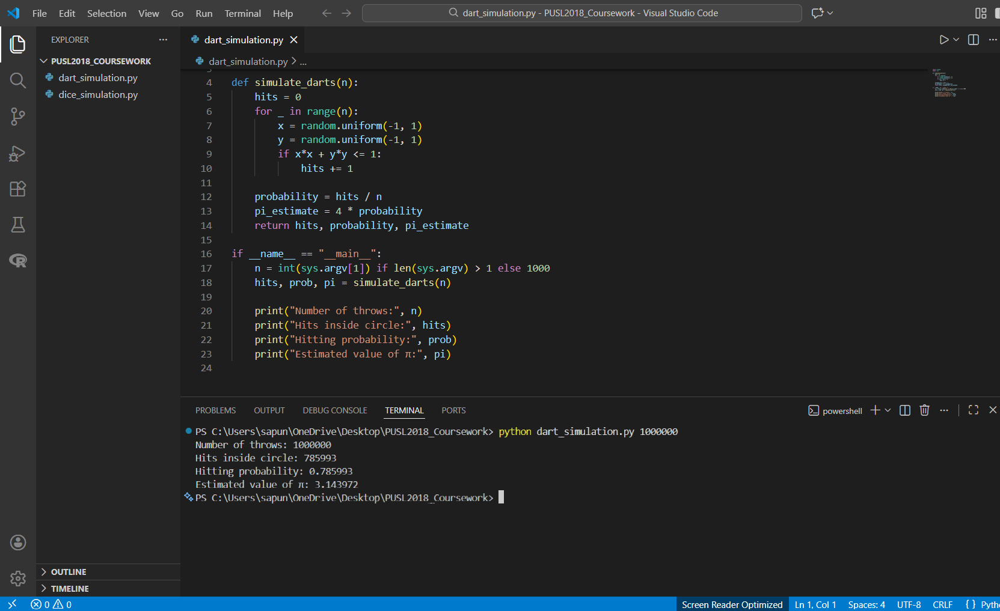 File Edit Selection View Go Run Terminal Help
dart_simulation.py - PUSL2018_Coursework - Visual Studio Code
EXPLORER
PUSL2018_COURSEWORK
dart_simulation.py
dice_simulation.py
dart_simulation.py
dart_simulation.py > ...
4 def simulate_darts(n):
5     hits = 0
6     for _ in range(n):
7         x = random.uniform(-1, 1)
8         y = random.uniform(-1, 1)
9         if x*x + y*y <= 1:
10             hits += 1
11
12     probability = hits / n
13     pi_estimate = 4 * probability
14     return hits, probability, pi_estimate
15
16 if __name__ == "__main__":
17     n = int(sys.argv[1]) if len(sys.argv) > 1 else 1000
18     hits, prob, pi = simulate_darts(n)
19
20     print("Number of throws:", n)
21     print("Hits inside circle:", hits)
22     print("Hitting probability:", prob)
23     print("Estimated value of π:", pi)
24
PROBLEMS OUTPUT DEBUG CONSOLE TERMINAL PORTS
powershell
PS C:\Users\sapun\OneDrive\Desktop\PUSL2018_Coursework> python dart_simulation.py 1000000
Number of throws: 1000000
Hits inside circle: 785993
Hitting probability: 0.785993
Estimated value of π: 3.143972
PS C:\Users\sapun\OneDrive\Desktop\PUSL2018_Coursework>
OUTLINE
TIMELINE
0 0
Screen Reader Optimized Ln 1, Col 1 Spaces: 4 UTF-8 CRLF { }